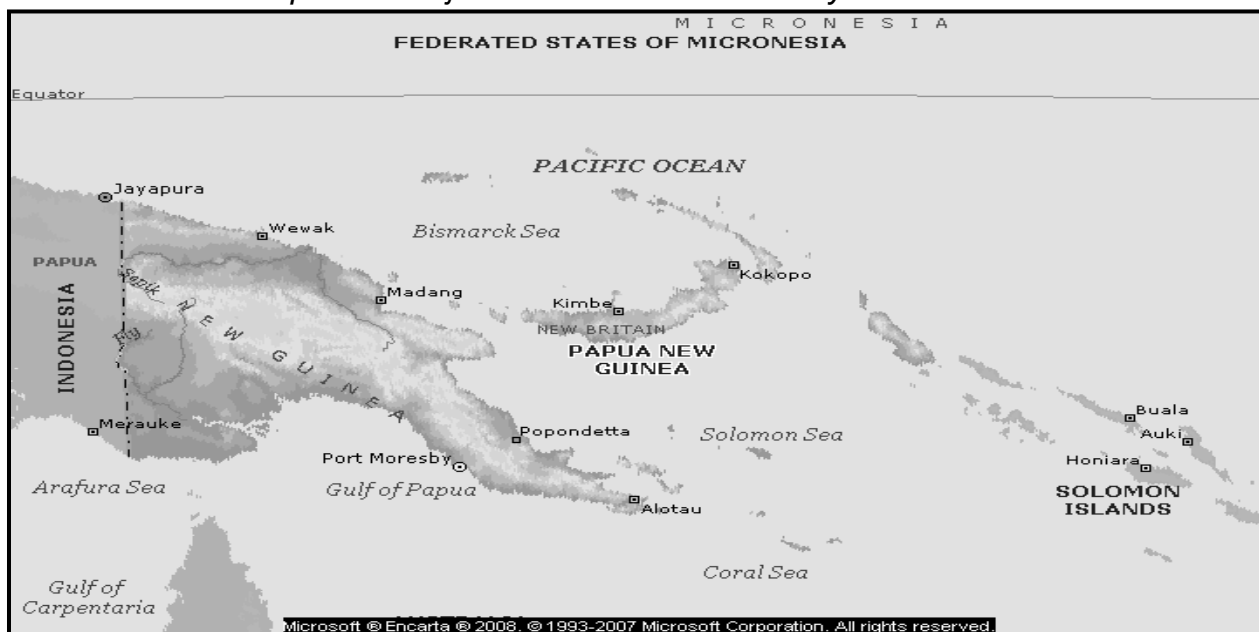 M I C R O N E S I A
FEDERATED STATES OF MICRONESIA
Equator
PACIFIC OCEAN
Jayapura
Wewak
Bismarck Sea
PAPUA
Kokopo
Sepik
Madang
Kimbe
NEW BRITAIN
Fly
NEW GUINEA
INDONESIA
PAPUA NEW
GUINEA
Merauke
Popondetta
Solomon Sea
Buala
Auki
Port Moresby
Honiara
Arafura Sea
Gulf of Papua
Alotau
SOLOMON
ISLANDS
Coral Sea
Gulf of
Carpentaria
Microsoft ® Encarta ® 2008. © 1993-2007 Microsoft Corporation. All rights reserved.